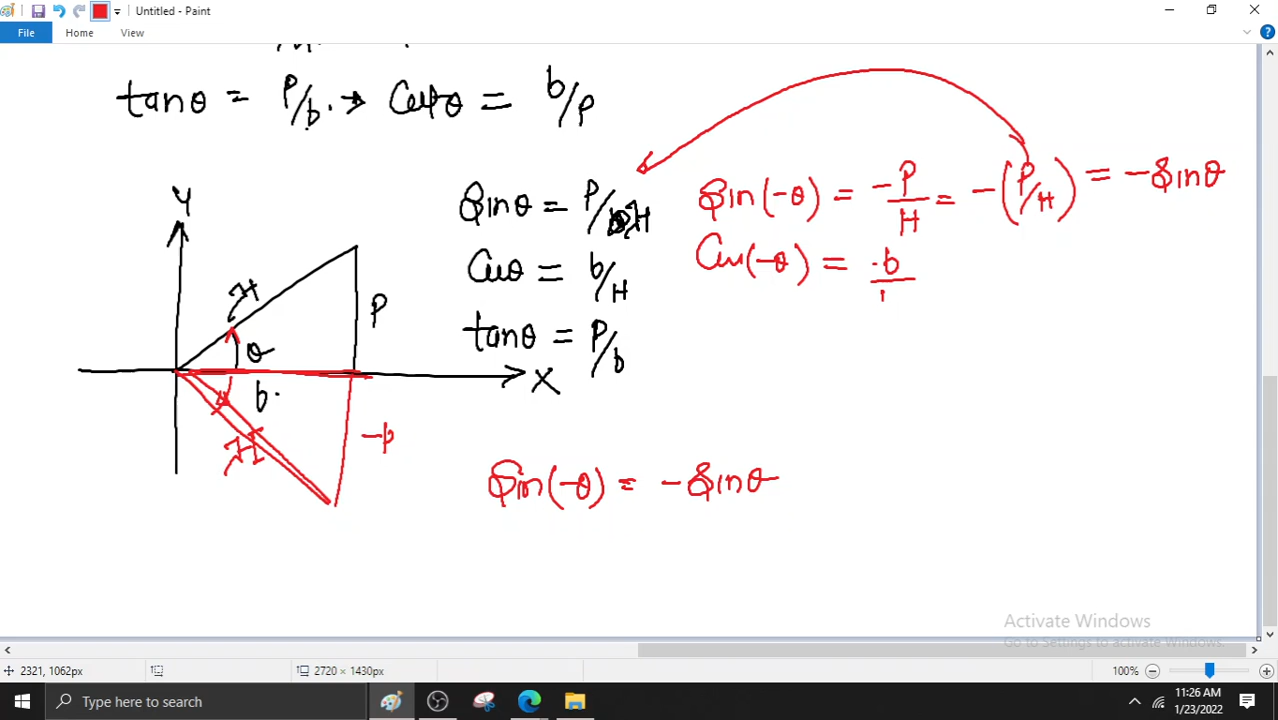 Untitled - Paint
File Home View
tanθ = P/b. → Cotθ = b/P
Y
Sinθ = P/H
Sin(-θ) = -P/H = -(P/H) = -Sinθ
Cosθ = b/H
Cos(-θ) = b
H
P
tanθ = P/b
θ
X
b
-P
H
Sin(-θ) = -Sinθ
Activate Windows
Go to Settings to activate Windows.
2321, 1062px
2720 × 1430px
100%
Type here to search
11:26 AM
1/23/2022